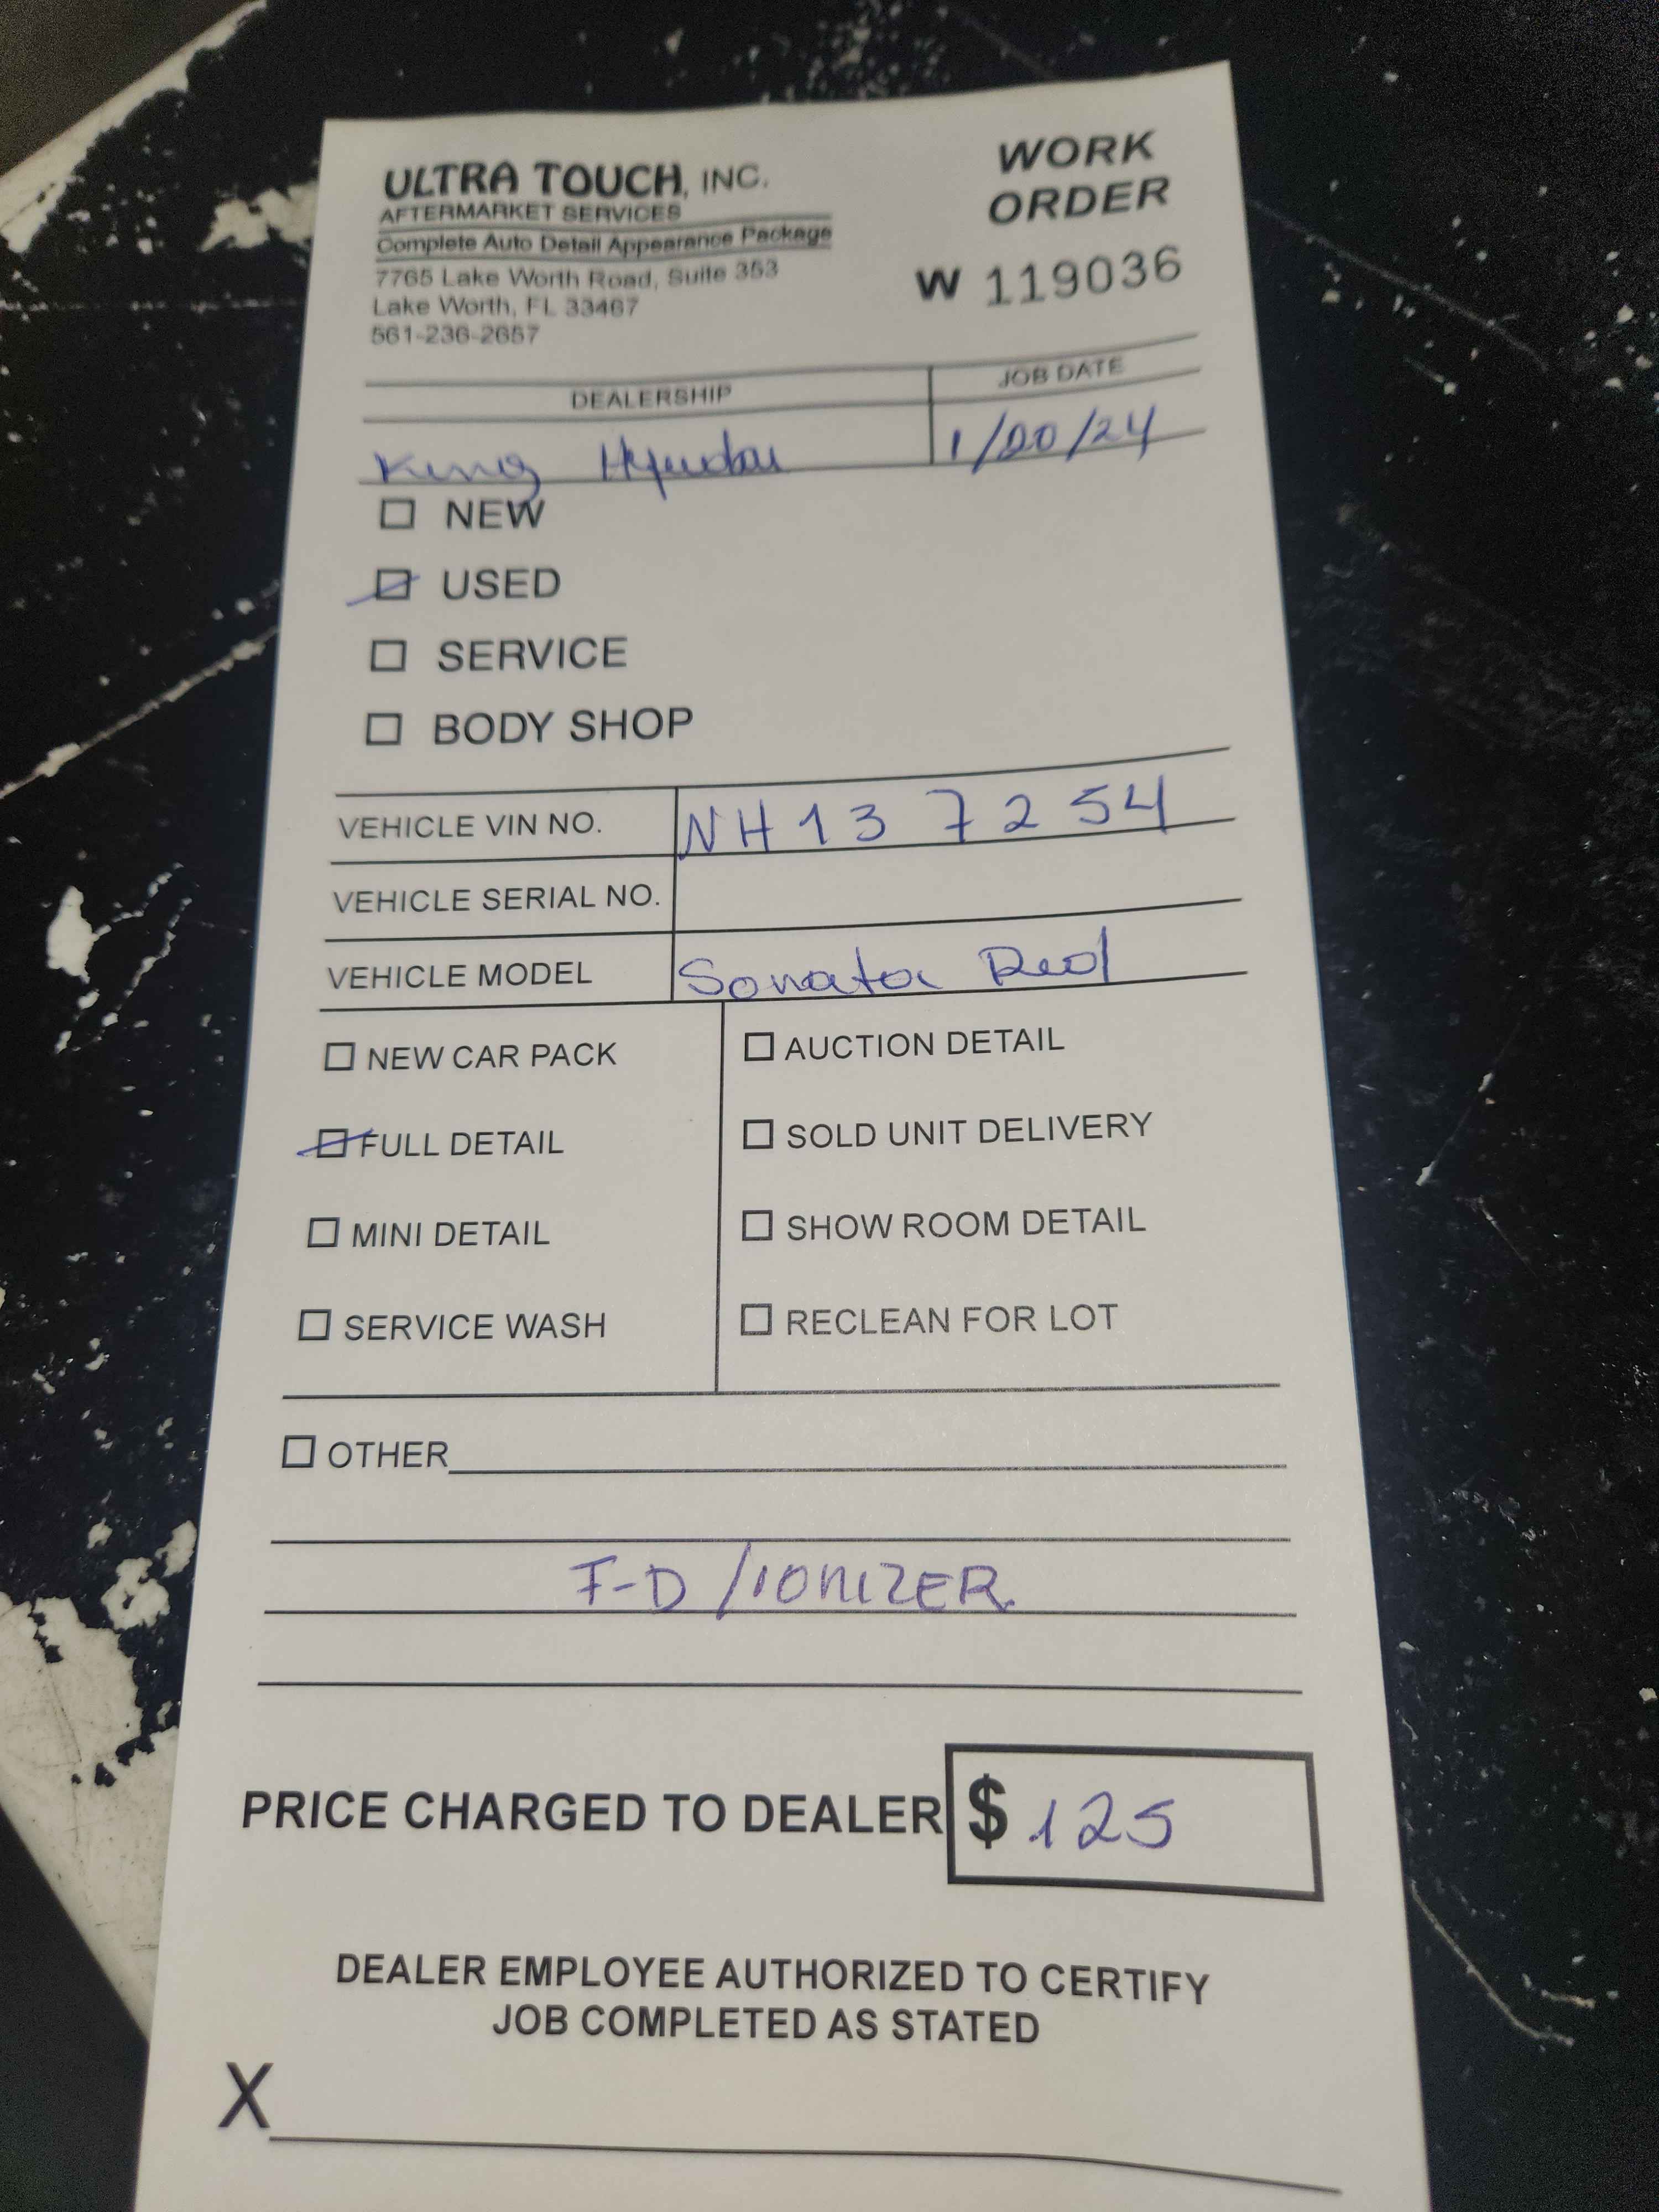 ULTRA TOUCH, INC.
AFTERMARKET SERVICES
Complete Auto Detail Appearance Package
7765 Lake Worth Road, Suite 353
Lake Worth, FL 33467
561-236-2657
WORK
ORDER
W 119036
DEALERSHIP
JOB DATE
King Hyundai
1/20/24
NEW
USED
SERVICE
BODY SHOP
VEHICLE VIN NO. NH137254
VEHICLE SERIAL NO.
VEHICLE MODEL Sonata Red
NEW CAR PACK
FULL DETAIL
MINI DETAIL
SERVICE WASH
AUCTION DETAIL
SOLD UNIT DELIVERY
SHOW ROOM DETAIL
RECLEAN FOR LOT
OTHER
F-D/IONIZER
PRICE CHARGED TO DEALER $ 125
DEALER EMPLOYEE AUTHORIZED TO CERTIFY
JOB COMPLETED AS STATED
X